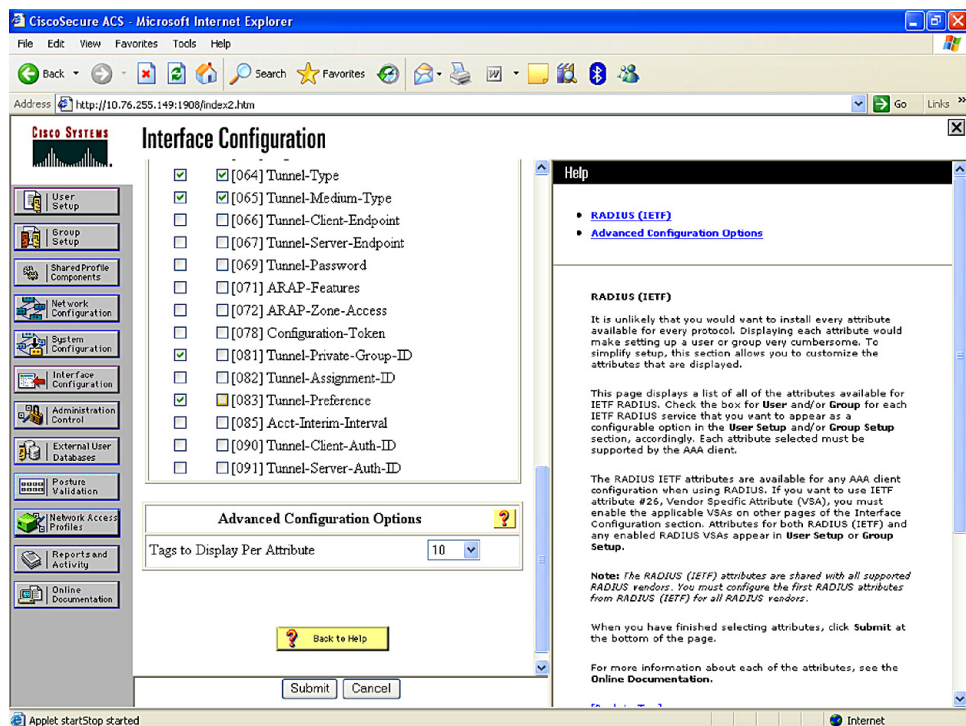 CiscoSecure ACS - Microsoft Internet Explorer
File Edit View Favorites Tools Help
Back Search Favorites
Address http://10.76.255.149:1908/index2.htm Go Links »
CISCO SYSTEMS
Interface Configuration
User
Setup
Group
Setup
Shared Profile
Components
Network
Configuration
System
Configuration
Interface
Configuration
Administration
Control
External User
Databases
Posture
Validation
Network Access
Profiles
Reports and
Activity
Online
Documentation
[064] Tunnel-Type
[065] Tunnel-Medium-Type
[066] Tunnel-Client-Endpoint
[067] Tunnel-Server-Endpoint
[069] Tunnel-Password
[071] ARAP-Features
[072] ARAP-Zone-Access
[078] Configuration-Token
[081] Tunnel-Private-Group-ID
[082] Tunnel-Assignment-ID
[083] Tunnel-Preference
[085] Acct-Interim-Interval
[090] Tunnel-Client-Auth-ID
[091] Tunnel-Server-Auth-ID
Advanced Configuration Options ?
Tags to Display Per Attribute 10
? Back to Help
Submit Cancel
Help
• RADIUS (IETF)
• Advanced Configuration Options
RADIUS (IETF)
It is unlikely that you would want to install every attribute
available for every protocol. Displaying each attribute would
make setting up a user or group very cumbersome. To
simplify setup, this section allows you to customize the
attributes that are displayed.
This page displays a list of all of the attributes available for
IETF RADIUS. Check the box for User and/or Group for each
IETF RADIUS service that you want to appear as a
configurable option in the User Setup and/or Group Setup
section, accordingly. Each attribute selected must be
supported by the AAA client.
The RADIUS IETF attributes are available for any AAA client
configuration when using RADIUS. If you want to use IETF
attribute #26, Vendor Specific Attribute (VSA), you must
enable the applicable VSAs on other pages of the Interface
Configuration section. Attributes for both RADIUS (IETF) and
any enabled RADIUS VSAs appear in User Setup or Group
Setup.
Note: The RADIUS (IETF) attributes are shared with all supported
RADIUS vendors. You must configure the first RADIUS attributes
from RADIUS (IETF) for all RADIUS vendors.
When you have finished selecting attributes, click Submit at
the bottom of the page.
For more information about each of the attributes, see the
Online Documentation.
Applet startStop started Internet